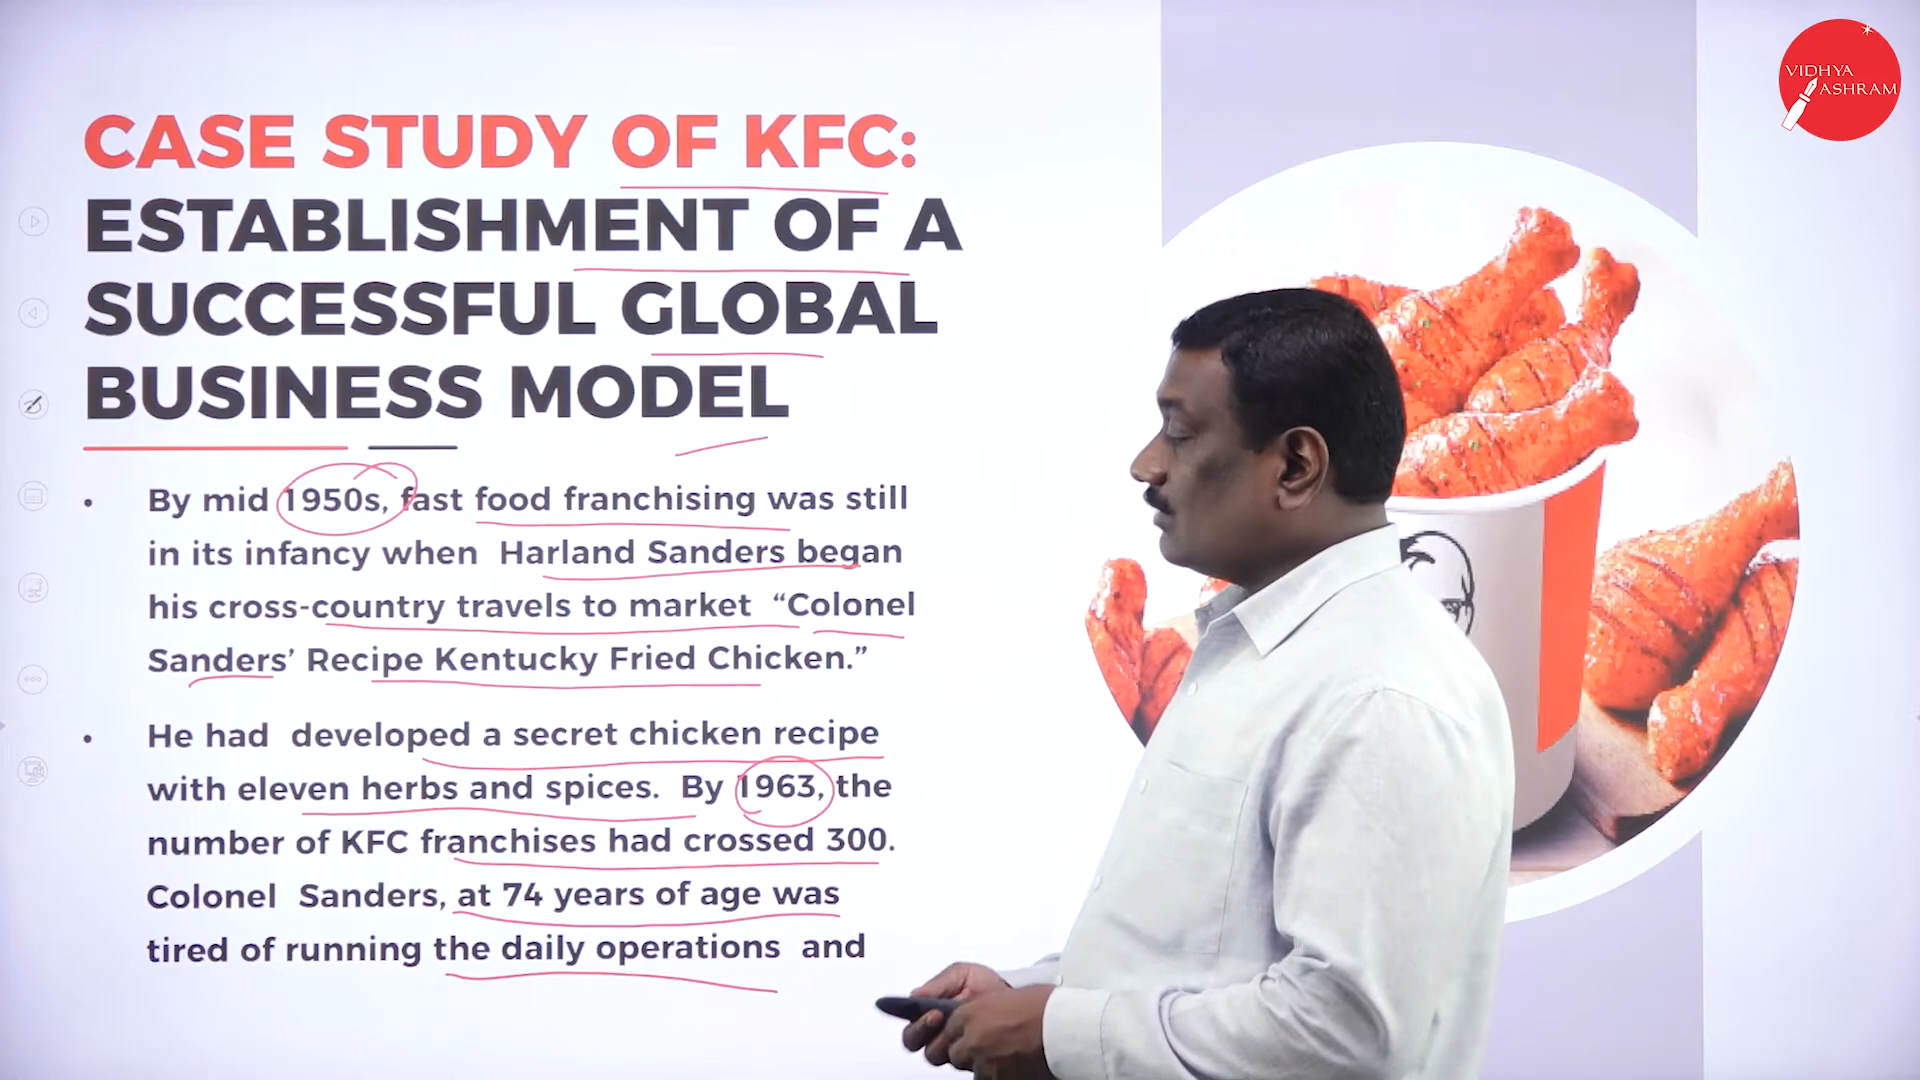 VIDHYA
ASHRAM
CASE STUDY OF KFC:
ESTABLISHMENT OF A
SUCCESSFUL GLOBAL
BUSINESS MODEL
• By mid 1950s, fast food franchising was still
in its infancy when Harland Sanders began
his cross-country travels to market “Colonel
Sanders’ Recipe Kentucky Fried Chicken.”
• He had developed a secret chicken recipe
with eleven herbs and spices. By 1963, the
number of KFC franchises had crossed 300.
Colonel Sanders, at 74 years of age was
tired of running the daily operations and